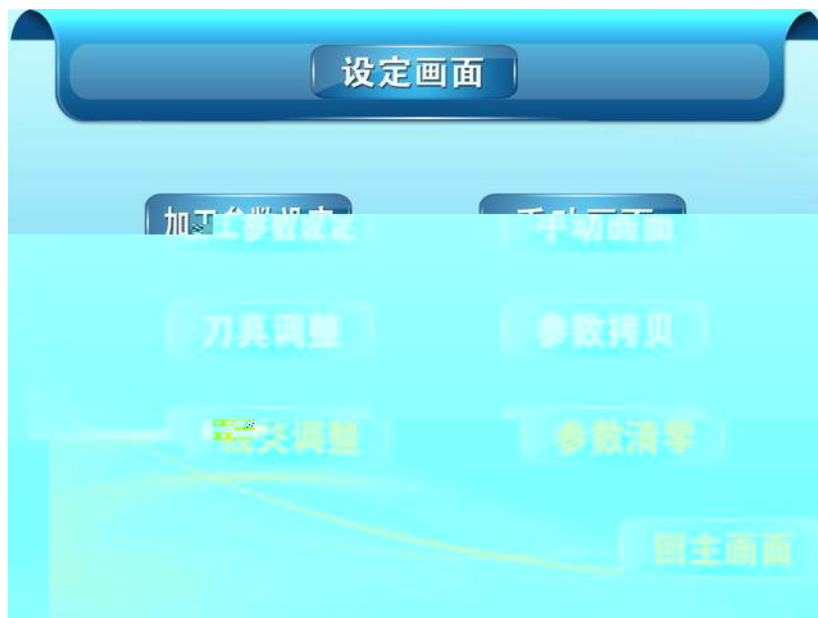 设定画面
加工参数设定 手动画面
刀具调整 参数拷贝
头调整 参数清零
回主画面